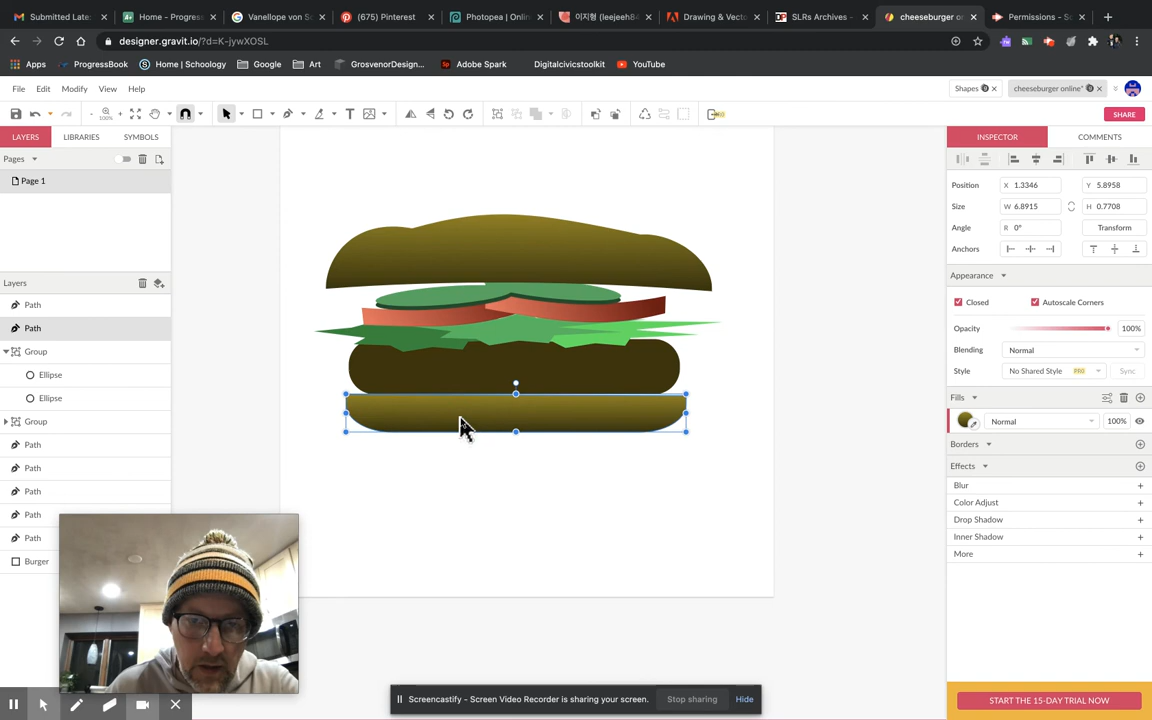 Submitted Late:
Home - Progress
Vanellope von Sc
(675) Pinterest
Photopea | Onlin
이지형 (leejeeh84
Drawing & Vecto
SLRs Archives -
cheeseburger on
Permissions - Sc
designer.gravit.io/?d=K-jywXOSL
Apps
ProgressBook
Home | Schoology
Google
Art
GrosvenorDesign...
Adobe Spark
Digitalcivicstoolkit
YouTube
File
Edit
Modify
View
Help
Shapes
cheeseburger online*
100%
PRO
SHARE
LAYERS
LIBRARIES
SYMBOLS
INSPECTOR
COMMENTS
Pages
Page 1
Position
X 1.3346
Y 5.8958
Size
W 6.8915
H 0.7708
Angle
R 0°
Transform
Anchors
Appearance
Closed
Autoscale Corners
Opacity
100%
Blending
Normal
Style
No Shared Style
PRO
Sync
Fills
Normal
100%
Borders
Effects
Blur
Color Adjust
Drop Shadow
Inner Shadow
More
Layers
Path
Path
Group
Ellipse
Ellipse
Group
Path
Path
Path
Path
Path
Burger
Screencastify - Screen Video Recorder is sharing your screen.
Stop sharing
Hide
START THE 15-DAY TRIAL NOW